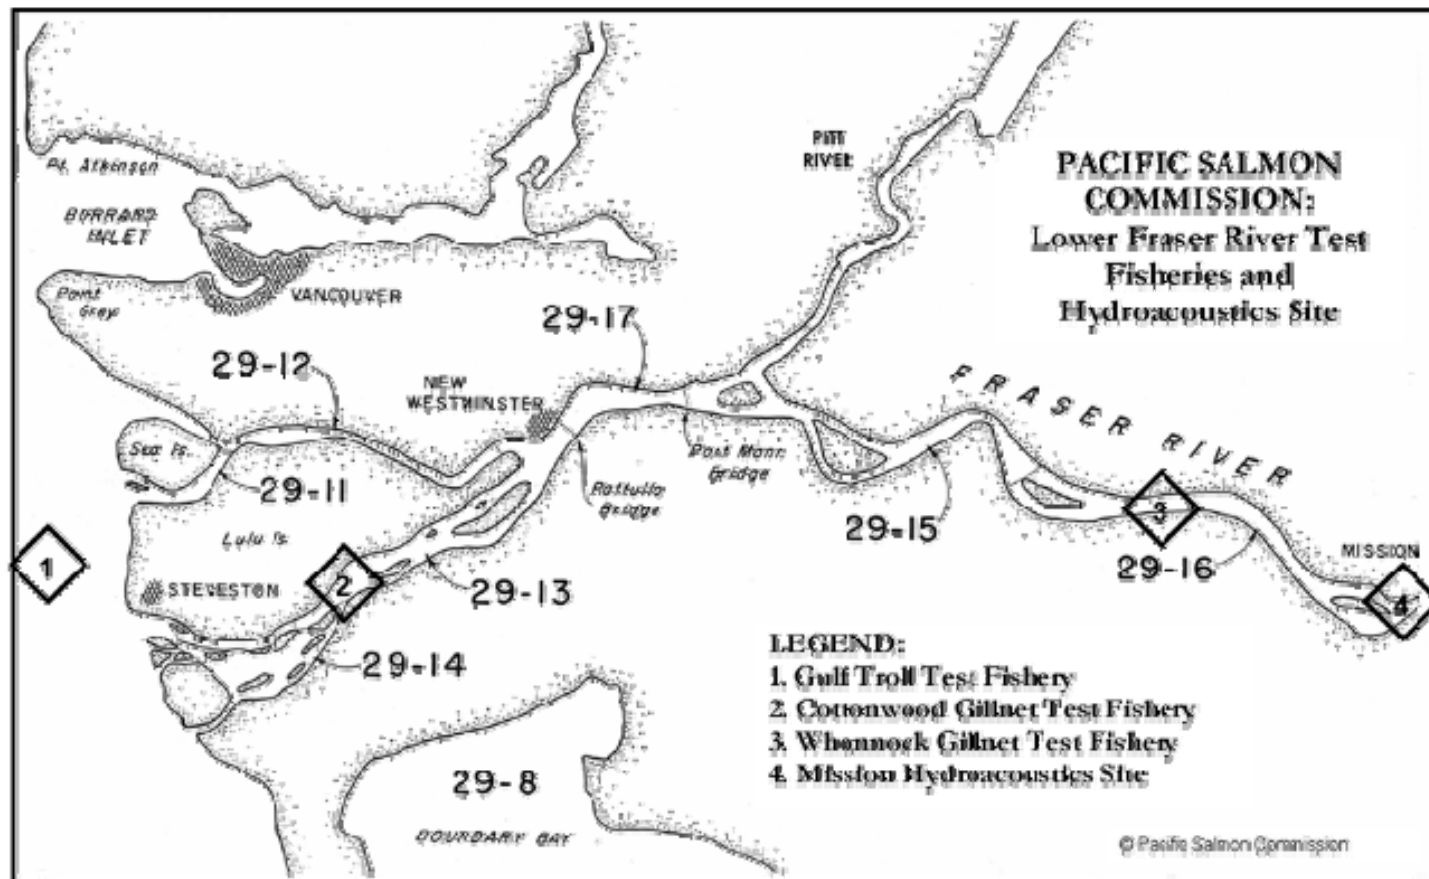 PITT
RIVER
PACIFIC SALMON
COMMISSION:
Lower Fraser River Test
Fisheries and
Hydroacoustics Site
Pt. Atkinson
BURRARD
INLET
Point
Grey
VANCOUVER
29-17
29-12
NEW
WESTMINSTER
FRASER RIVER
Sea Is.
29-11
Port Mann
Bridge
Pattullo
Bridge
29-15
3
Lulu Is.
1
STEVESTON
2
29-13
29-16
MISSION
4
29-14
LEGEND:
1. Gulf Troll Test Fishery
2. Cottonwood Gillnet Test Fishery
3. Whonnock Gillnet Test Fishery
4. Mission Hydroacoustics Site
29-8
BOUNDARY BAY
© Pacific Salmon Commission